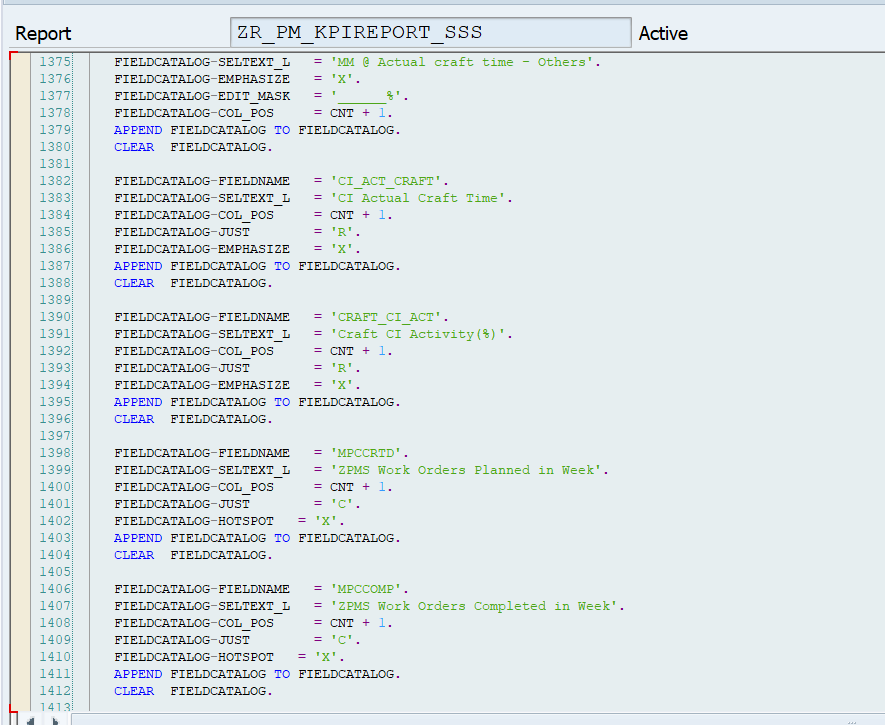 Report ZR_PM_KPIREPORT_SSS Active
1375 FIELDCATALOG-SELTEXT_L = 'MM @ Actual craft time - Others'.
1376 FIELDCATALOG-EMPHASIZE = 'X'.
1377 FIELDCATALOG-EDIT_MASK = '______%'.
1378 FIELDCATALOG-COL_POS = CNT + 1.
1379 APPEND FIELDCATALOG TO FIELDCATALOG.
1380 CLEAR FIELDCATALOG.
1381
1382 FIELDCATALOG-FIELDNAME = 'CI_ACT_CRAFT'.
1383 FIELDCATALOG-SELTEXT_L = 'CI Actual Craft Time'.
1384 FIELDCATALOG-COL_POS = CNT + 1.
1385 FIELDCATALOG-JUST = 'R'.
1386 FIELDCATALOG-EMPHASIZE = 'X'.
1387 APPEND FIELDCATALOG TO FIELDCATALOG.
1388 CLEAR FIELDCATALOG.
1389
1390 FIELDCATALOG-FIELDNAME = 'CRAFT_CI_ACT'.
1391 FIELDCATALOG-SELTEXT_L = 'Craft CI Activity(%)'.
1392 FIELDCATALOG-COL_POS = CNT + 1.
1393 FIELDCATALOG-JUST = 'R'.
1394 FIELDCATALOG-EMPHASIZE = 'X'.
1395 APPEND FIELDCATALOG TO FIELDCATALOG.
1396 CLEAR FIELDCATALOG.
1397
1398 FIELDCATALOG-FIELDNAME = 'MPCCRTD'.
1399 FIELDCATALOG-SELTEXT_L = 'ZPMS Work Orders Planned in Week'.
1400 FIELDCATALOG-COL_POS = CNT + 1.
1401 FIELDCATALOG-JUST = 'C'.
1402 FIELDCATALOG-HOTSPOT = 'X'.
1403 APPEND FIELDCATALOG TO FIELDCATALOG.
1404 CLEAR FIELDCATALOG.
1405
1406 FIELDCATALOG-FIELDNAME = 'MPCCOMP'.
1407 FIELDCATALOG-SELTEXT_L = 'ZPMS Work Orders Completed in Week'.
1408 FIELDCATALOG-COL_POS = CNT + 1.
1409 FIELDCATALOG-JUST = 'C'.
1410 FIELDCATALOG-HOTSPOT = 'X'.
1411 APPEND FIELDCATALOG TO FIELDCATALOG.
1412 CLEAR FIELDCATALOG.
1413